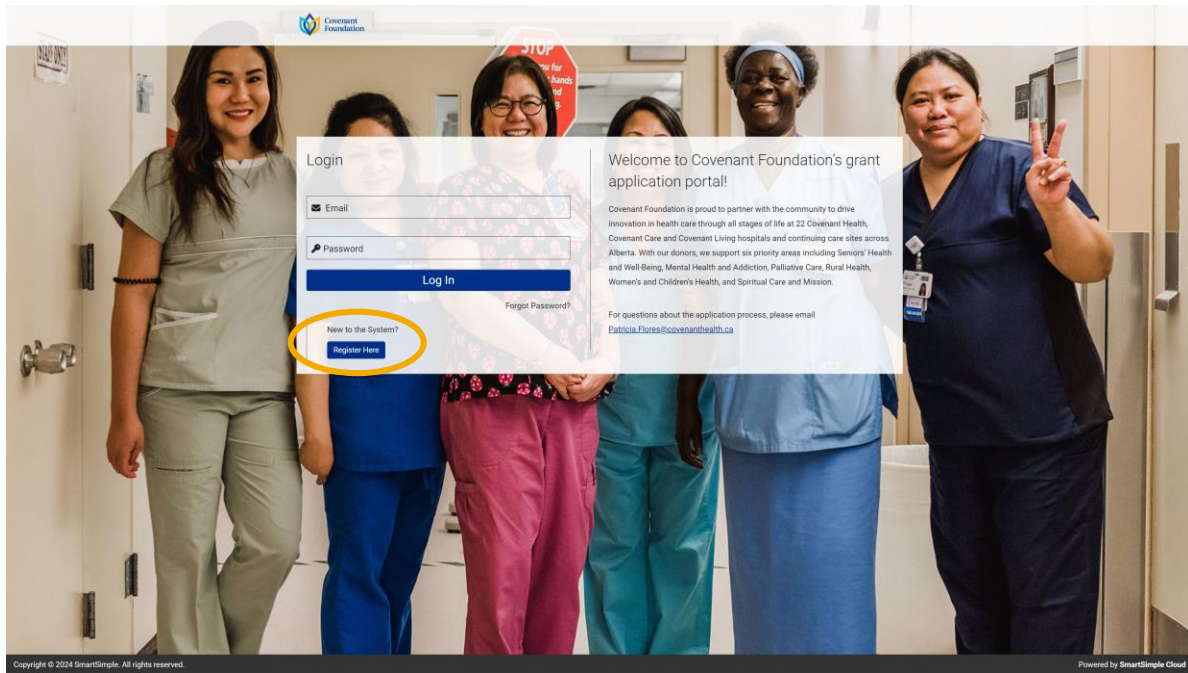 Covenant
Foundation
STOP
Login
Email
Password
Log In
Forgot Password?
New to the System?
Register Here
Welcome to Covenant Foundation's grant
application portal!
Covenant Foundation is proud to partner with the community to drive
innovation in health care through all stages of life at 22 Covenant Health,
Covenant Care and Covenant Living hospitals and continuing care sites across
Alberta. With our donors, we support six priority areas including Seniors' Health
and Well-Being, Mental Health and Addiction, Palliative Care, Rural Health,
Women's and Children's Health, and Spiritual Care and Mission.
For questions about the application process, please email
Patricia.Flores@covenanthealth.ca
Copyright © 2024 SmartSimple. All rights reserved.
Powered by SmartSimple Cloud